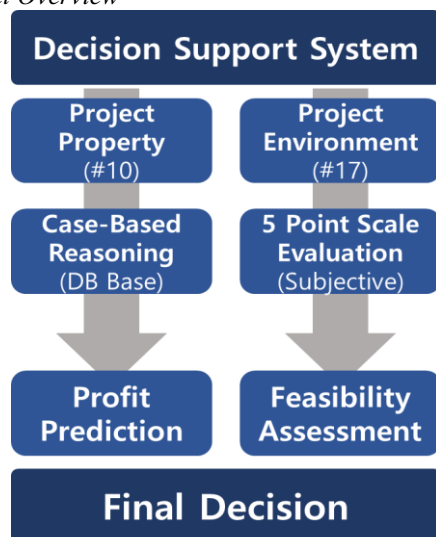 Overview
Decision Support System
Project
Property
(#10)
Project
Environment
(#17)
Case-Based
Reasoning
(DB Base)
5 Point Scale
Evaluation
(Subjective)
Profit
Prediction
Feasibility
Assessment
Final Decision